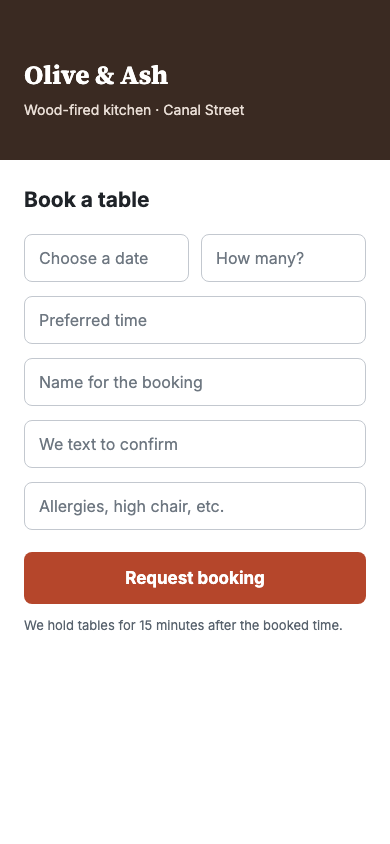 Olive & Ash
Wood-fired kitchen · Canal Street
Book a table
Choose a date
How many?
Preferred time
Name for the booking
We text to confirm
Allergies, high chair, etc.
Request booking
We hold tables for 15 minutes after the booked time.